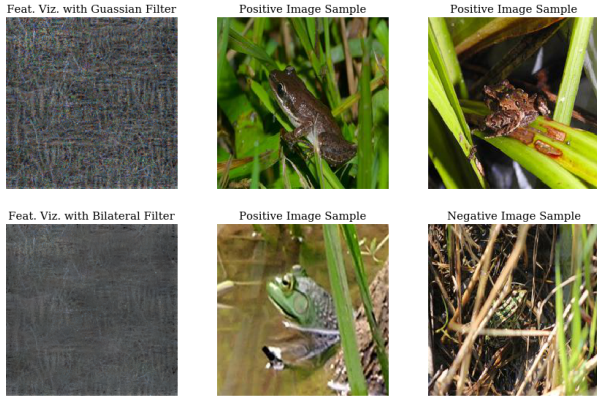 Feat. Viz. with Guassian Filter
Positive Image Sample
Positive Image Sample
Feat. Viz. with Bilateral Filter
Positive Image Sample
Negative Image Sample